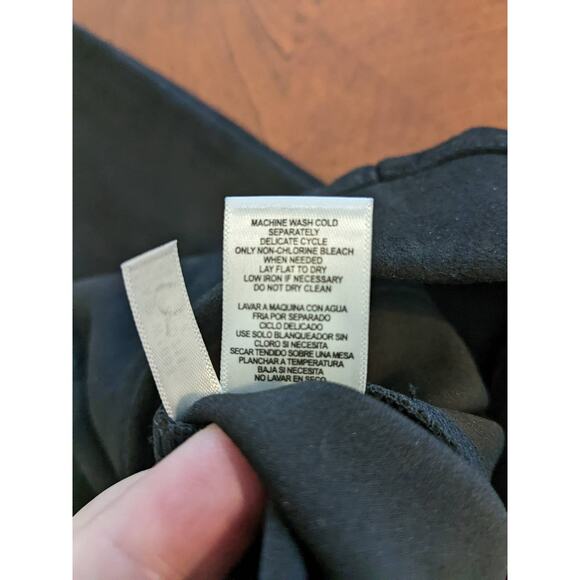 MACHINE WASH COLD
SEPARATELY
DELICATE CYCLE
ONLY NON-CHLORINE BLEACH
WHEN NEEDED
LAY FLAT TO DRY
LOW IRON IF NECESSARY
DO NOT DRY CLEAN
LAVAR A MAQUINA CON AGUA
FRIA POR SEPARADO
CICLO DELICADO
USE SOLO BLANQUEADOR SIN
CLORO SI NECESITA
SECAR TENDIDO SOBRE UNA MESA
PLANCHAR A TEMPERATURA
BAJA SI NECESITA
NO LAVAR EN SECO